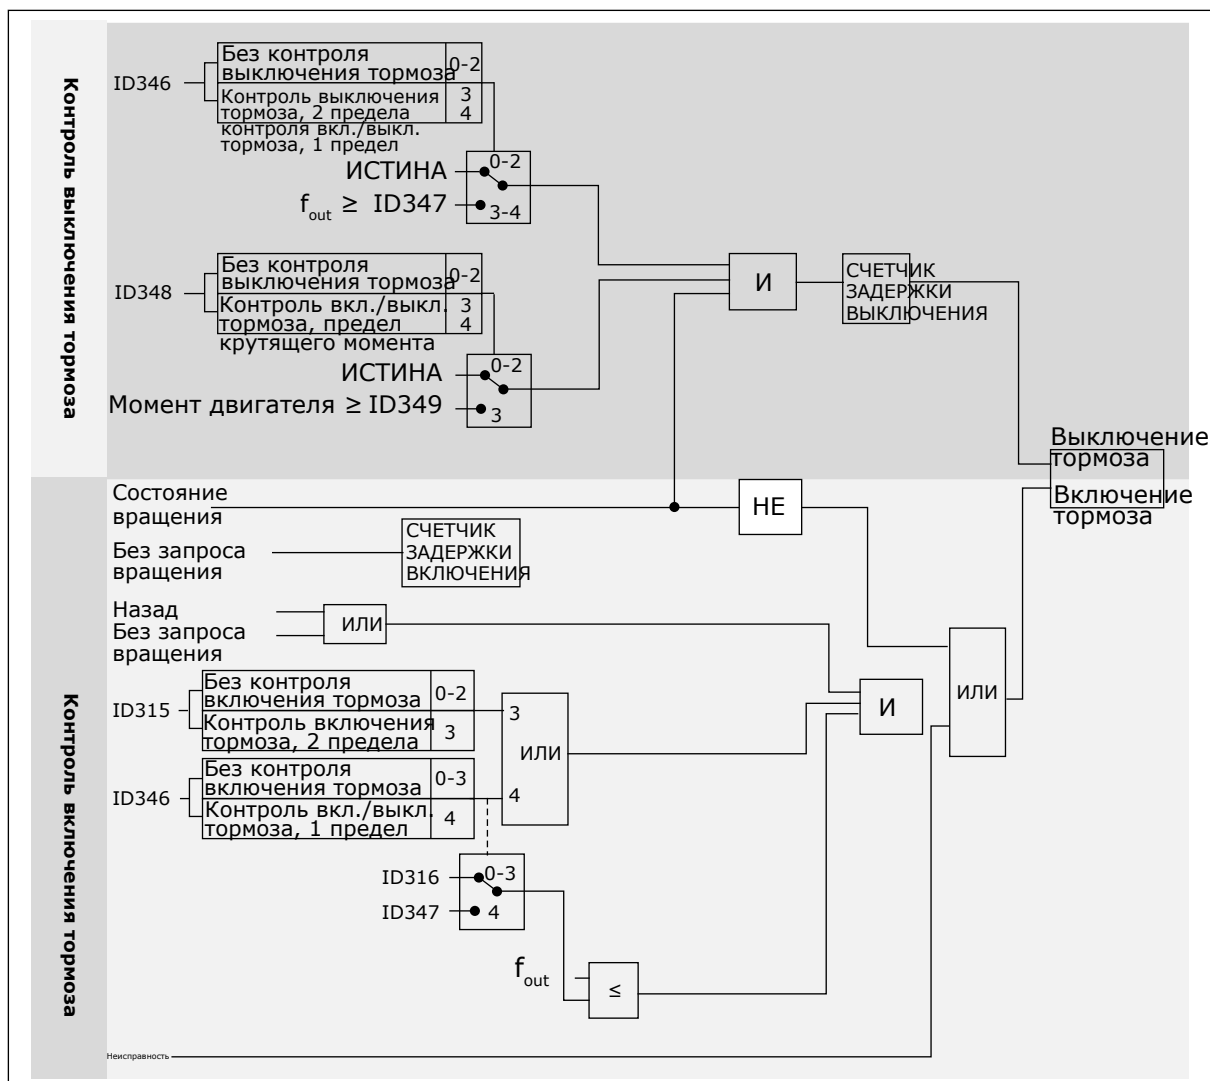 Контроль выключения тормоза
ID346
Без контроля
выключения тормоза
0-2
Контроль выключения
тормоза, 2 предела
контроля вкл./выкл.
тормоза, 1 предел
3
4
ИСТИНА
0-2
fout ≥ ID347
3-4
ID348
Без контроля
выключения тормоза
0-2
Контроль вкл./выкл.
тормоза, предел
крутящего момента
3
4
ИСТИНА
0-2
Момент двигателя ≥ ID349
3
И
СЧЕТЧИК
ЗАДЕРЖКИ
ВЫКЛЮЧЕНИЯ
Выключение
тормоза
Включение
тормоза
Контроль включения тормоза
Состояние
вращения
НЕ
Без запроса
вращения
СЧЕТЧИК
ЗАДЕРЖКИ
ВКЛЮЧЕНИЯ
Назад
Без запроса
вращения
ИЛИ
ID315
Без контроля
включения тормоза
0-2
Контроль включения
тормоза, 2 предела
3
ID346
Без контроля
включения тормоза
0-3
Контроль вкл./выкл.
тормоза, 1 предел
4
3
ИЛИ
4
И
ИЛИ
ID316
0-3
ID347
4
fout
≤
Неисправность